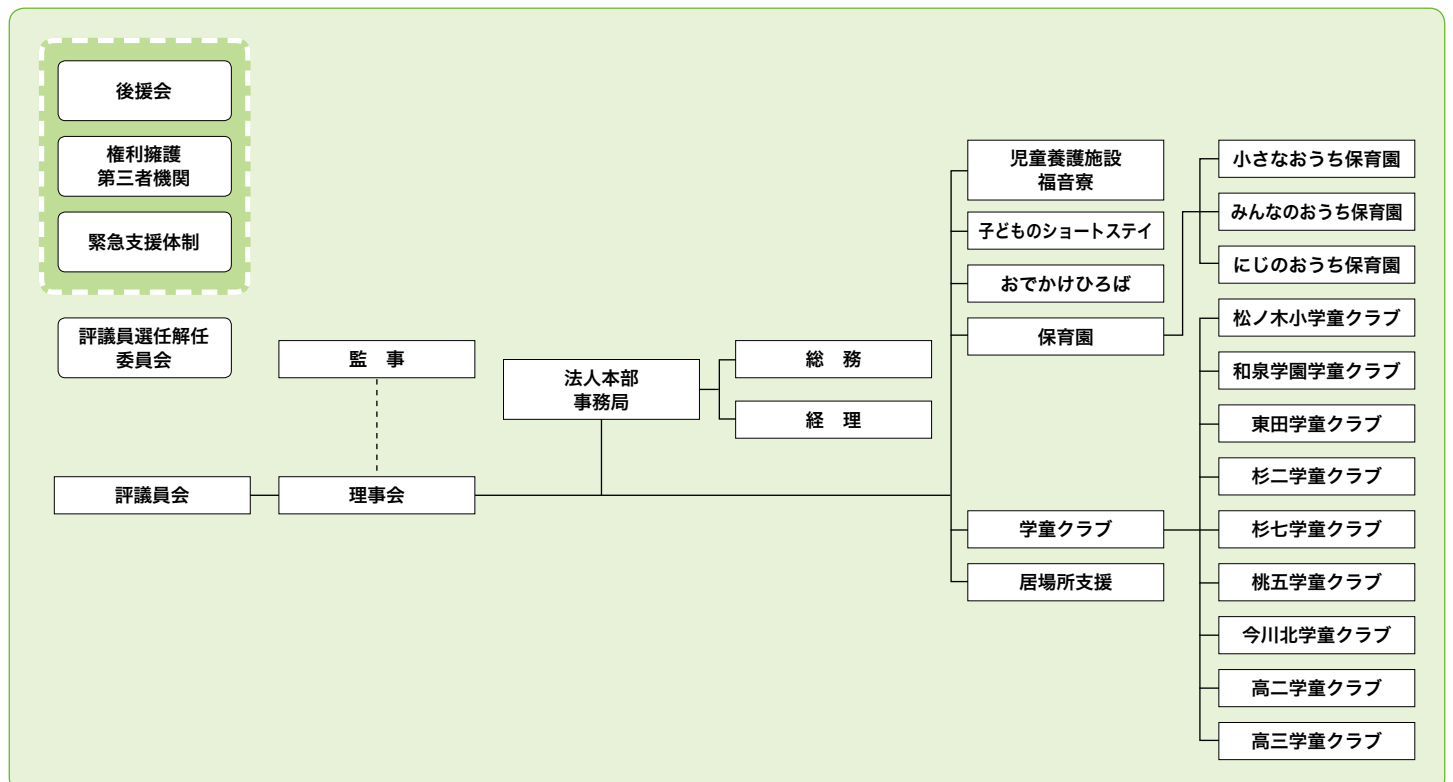 後援会
権利擁護
第三者機関
緊急支援体制
評議員選任解任
委員会
監　事
評議員会
理事会
法人本部
事務局
総　務
経　理
児童養護施設
福音寮
子どものショートステイ
おでかけひろば
保育園
学童クラブ
居場所支援
小さなおうち保育園
みんなのおうち保育園
にじのおうち保育園
松ノ木小学童クラブ
和泉学園学童クラブ
東田学童クラブ
杉二学童クラブ
杉七学童クラブ
桃五学童クラブ
今川北学童クラブ
高二学童クラブ
高三学童クラブ